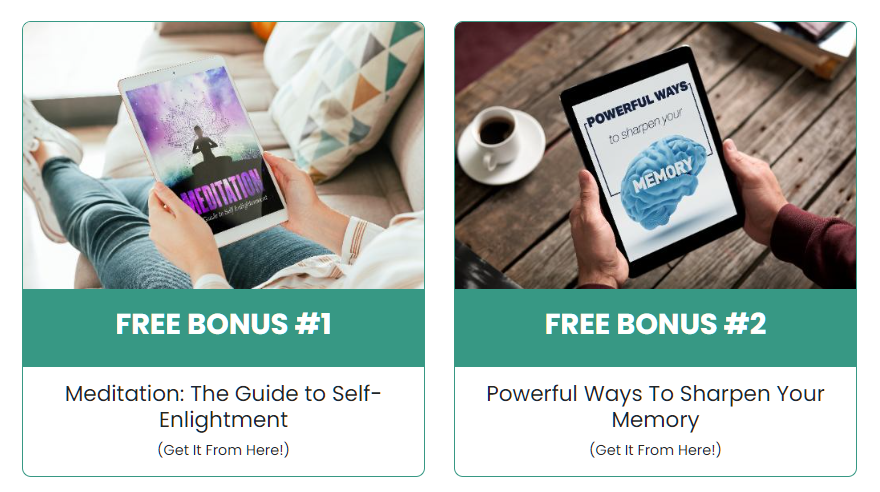 MEDITATION
Guide to Self Enlightenment
POWERFUL WAYS
to sharpen your
MEMORY
FREE BONUS #1
FREE BONUS #2
Meditation: The Guide to Self-
Enlightment
(Get It From Here!)
Powerful Ways To Sharpen Your
Memory
(Get It From Here!)